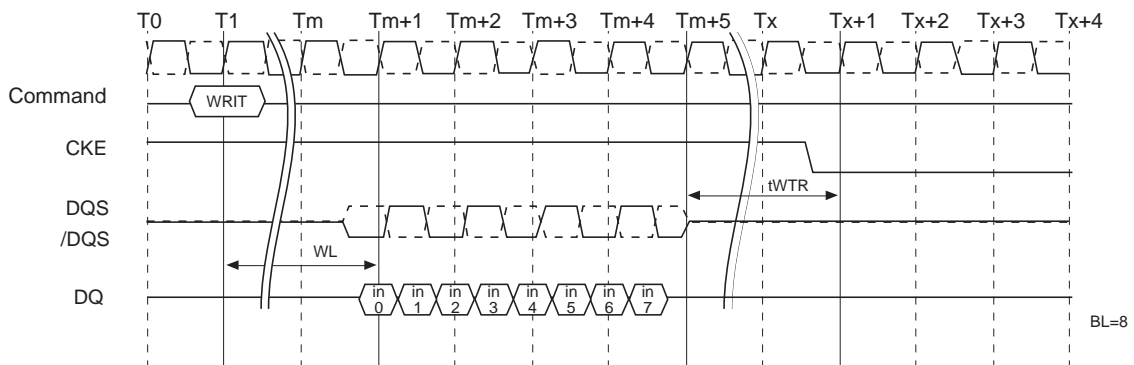 T0 T1 Tm Tm+1 Tm+2 Tm+3 Tm+4 Tm+5 Tx Tx+1 Tx+2 Tx+3 Tx+4
Command
WRIT
CKE
tWTR
DQS
/DQS
WL
DQ
in in in in in in in in
0 1 2 3 4 5 6 7
BL=8